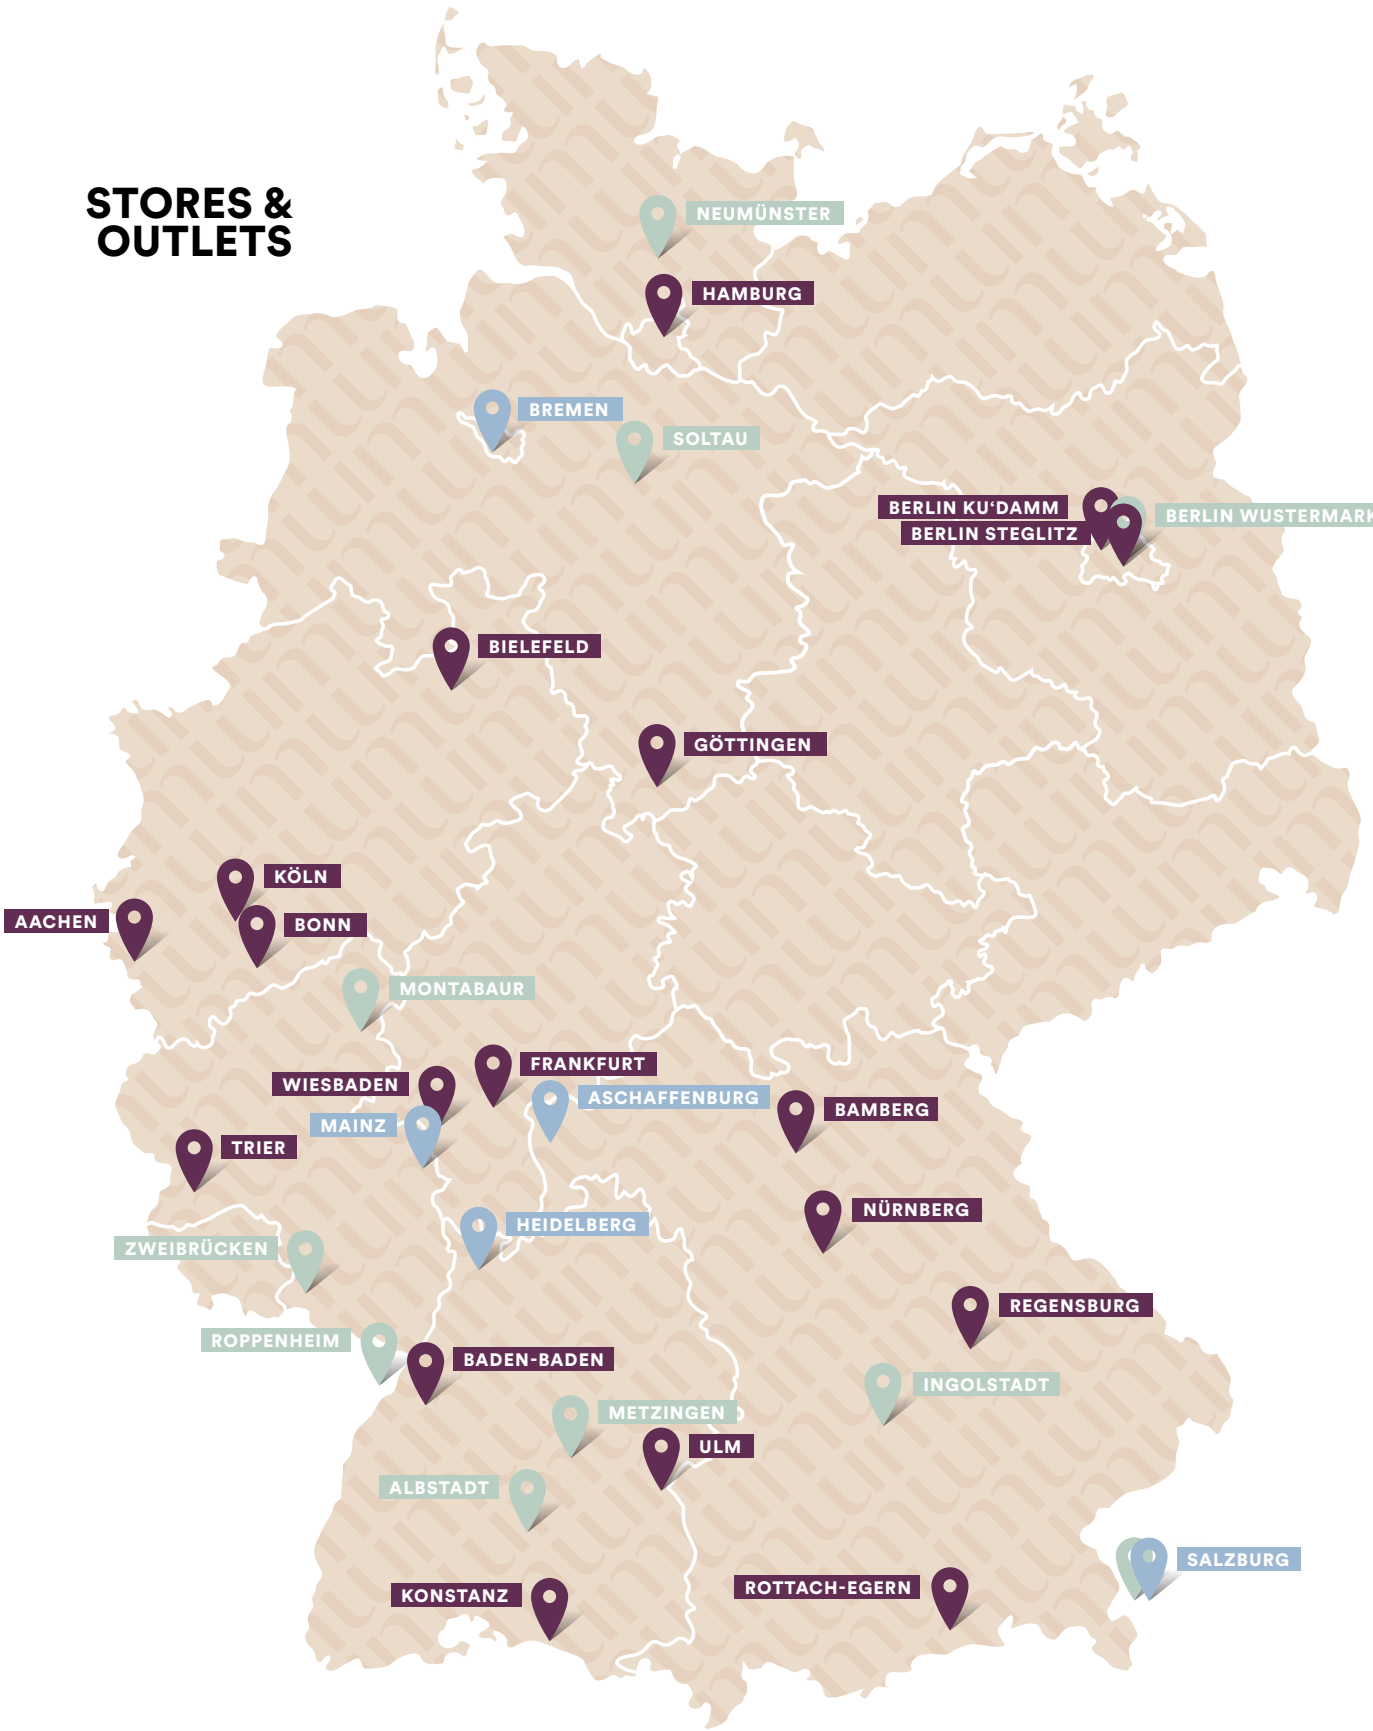 STORES &
OUTLETS
NEUMÜNSTER
HAMBURG
BREMEN
SOLTAU
BERLIN KU‘DAMM
BERLIN WUSTERMARK
BERLIN STEGLITZ
BIELEFELD
GÖTTINGEN
KÖLN
AACHEN
BONN
MONTABAUR
FRANKFURT
WIESBADEN
ASCHAFFENBURG
BAMBERG
MAINZ
TRIER
NÜRNBERG
HEIDELBERG
ZWEIBRÜCKEN
REGENSBURG
ROPPENHEIM
BADEN-BADEN
INGOLSTADT
METZINGEN
ULM
ALBSTADT
SALZBURG
ROTTACH-EGERN
KONSTANZ